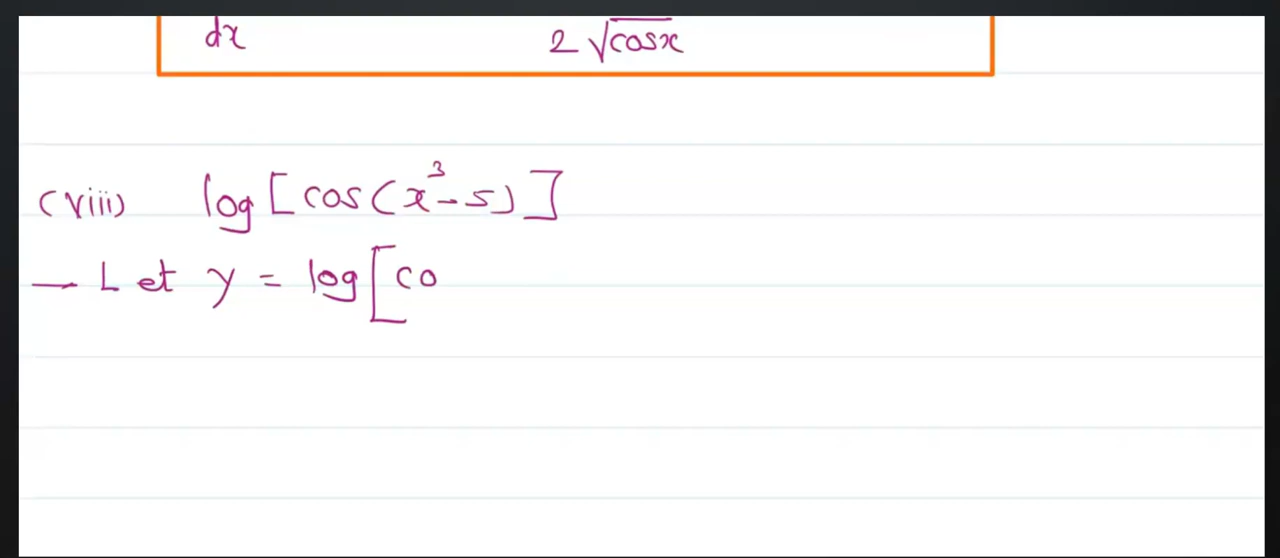 dx 2 √cosx
(viii) log[cos(x³-5)]
— Let y = log[co